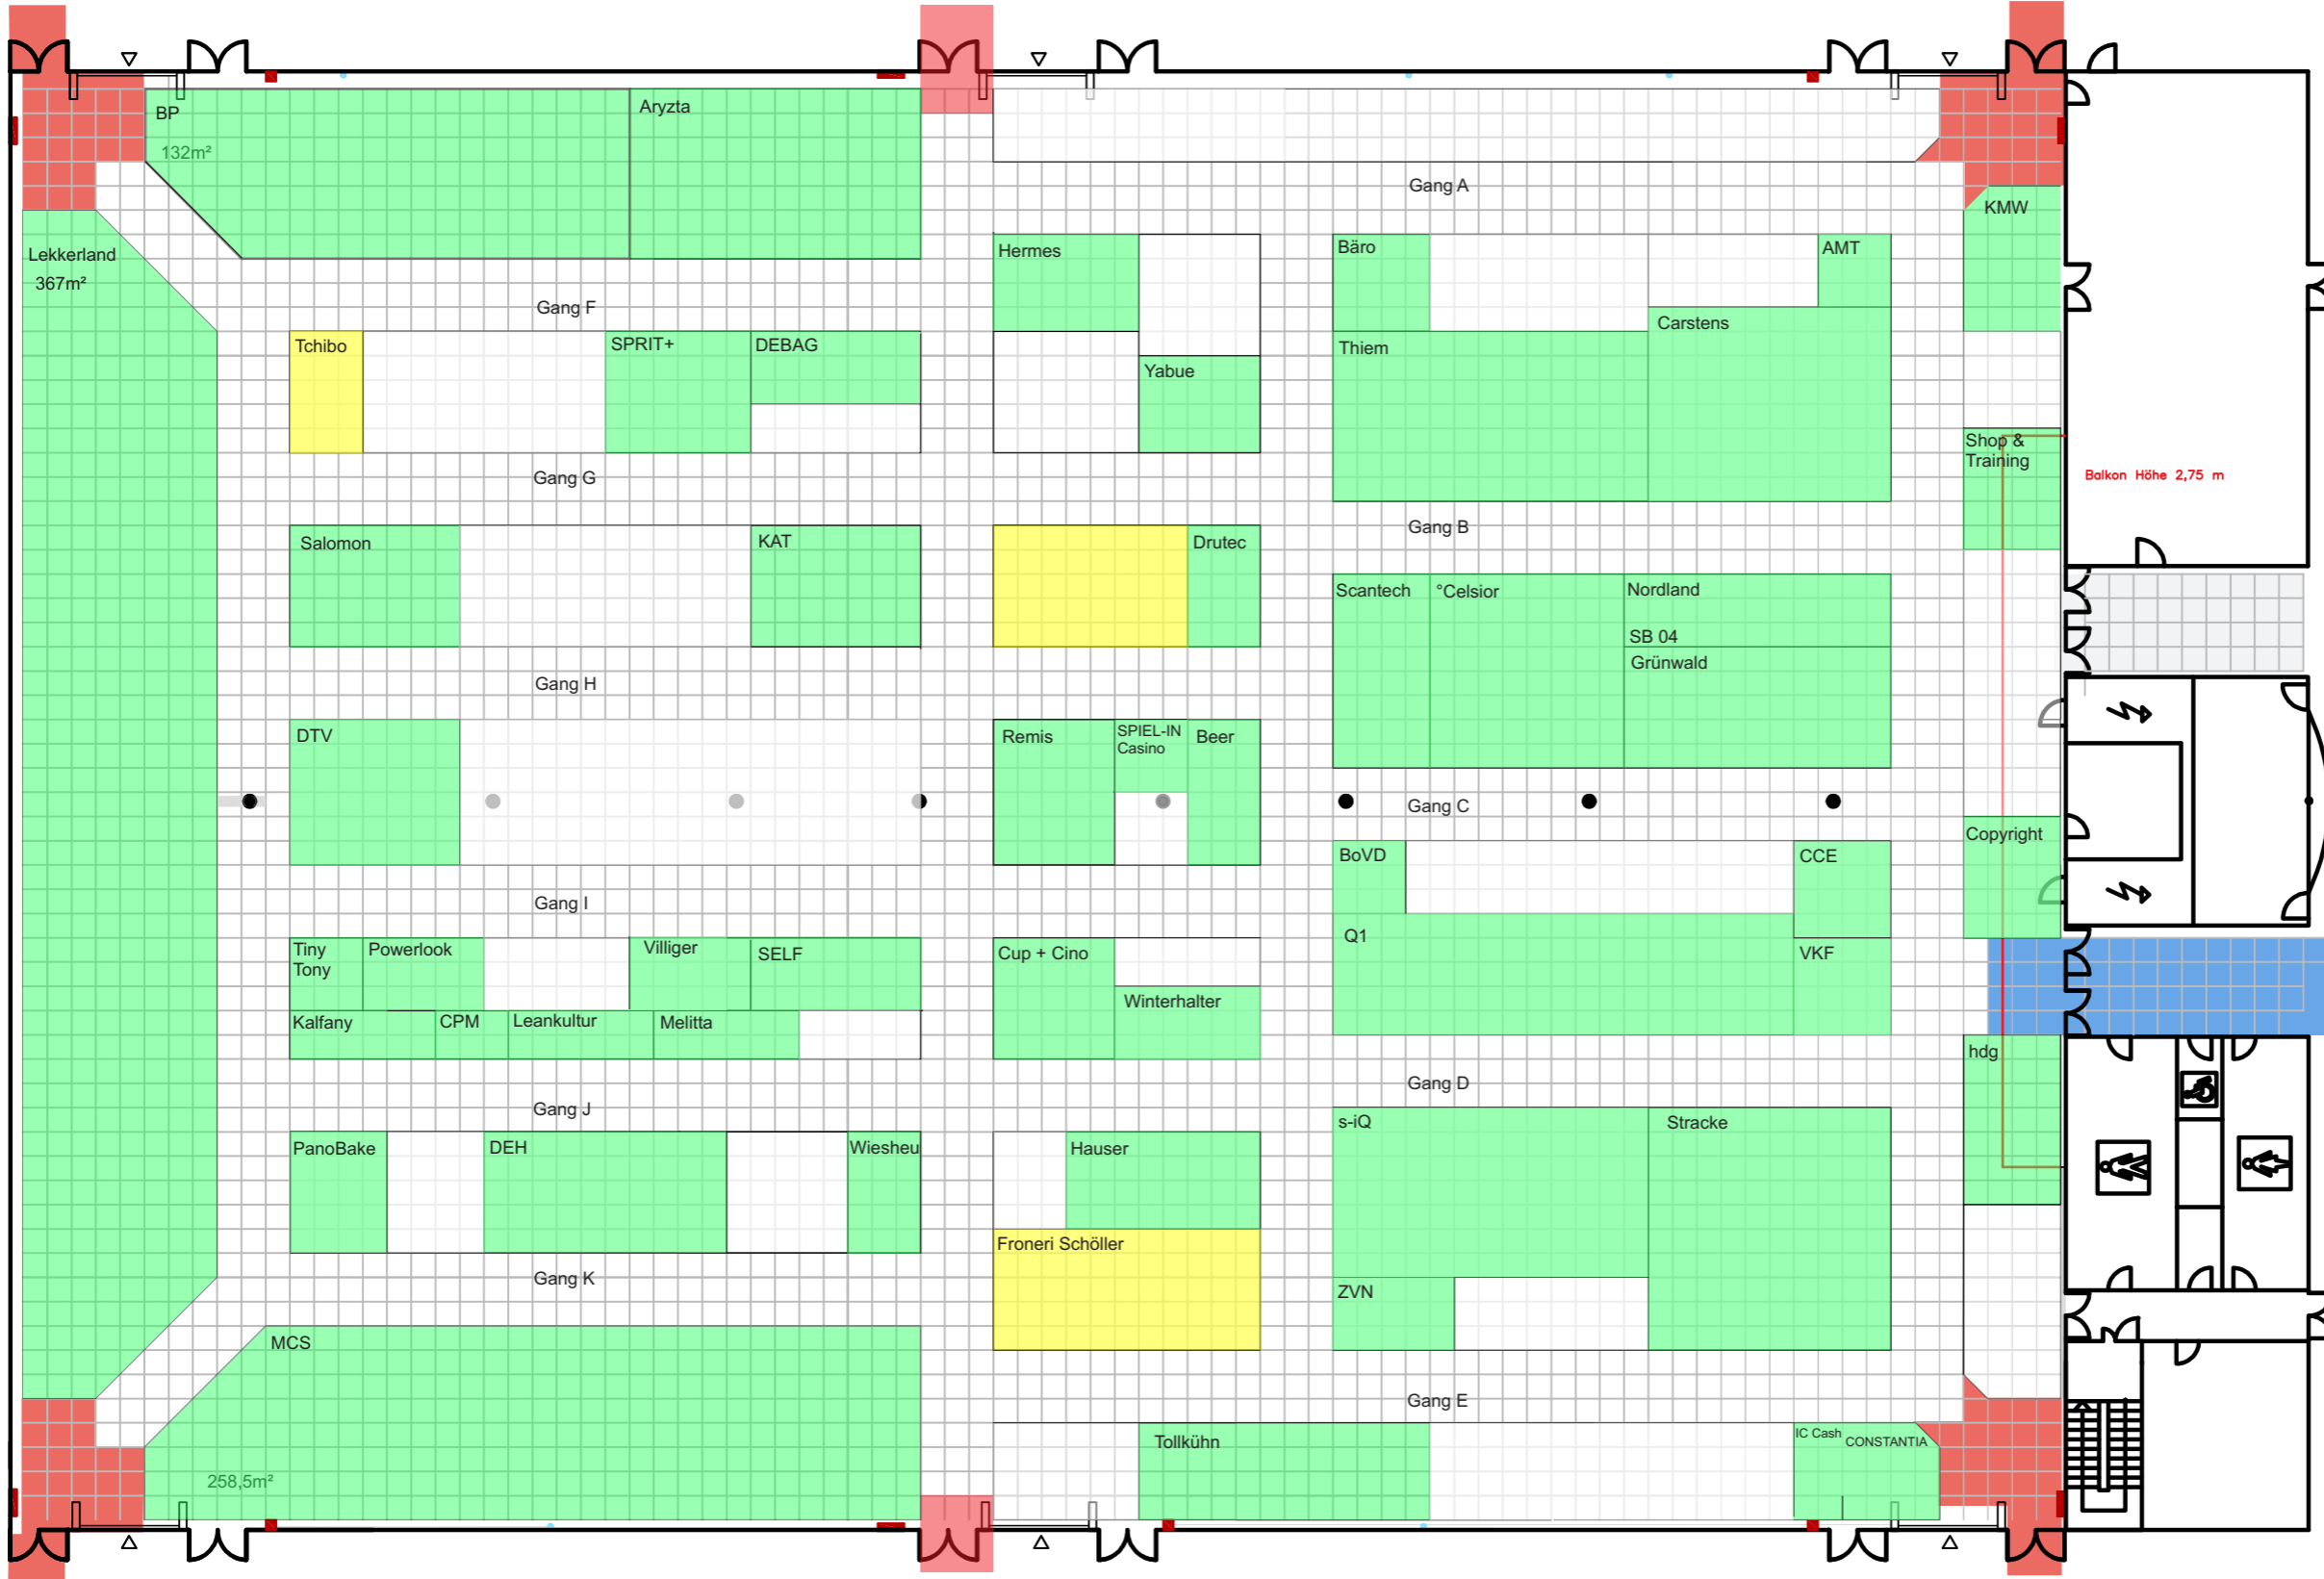 BP
132m²
Aryzta
Gang A
KMW
Lekkerland
367m²
Hermes
Bäro
AMT
Gang F
Carstens
Tchibo
SPRIT+
DEBAG
Thiem
Yabue
Shop &
Training
Gang G
Balkon Höhe 2,75 m
Gang B
Salomon
KAT
Drutec
Scantech
°Celsior
Nordland
SB 04
Grünwald
Gang H
DTV
Remis
SPIEL-IN
Casino
Beer
Gang C
Copyright
BoVD
CCE
Gang I
Q1
Tiny
Tony
Powerlook
Villiger
SELF
Cup + Cino
VKF
Winterhalter
Kalfany
CPM
Leankultur
Melitta
hdg
Gang D
Gang J
s-iQ
Stracke
PanoBake
DEH
Wiesheu
Hauser
Froneri Schöller
Gang K
ZVN
MCS
Gang E
Tollkühn
IC Cash
CONSTANTIA
258,5m²